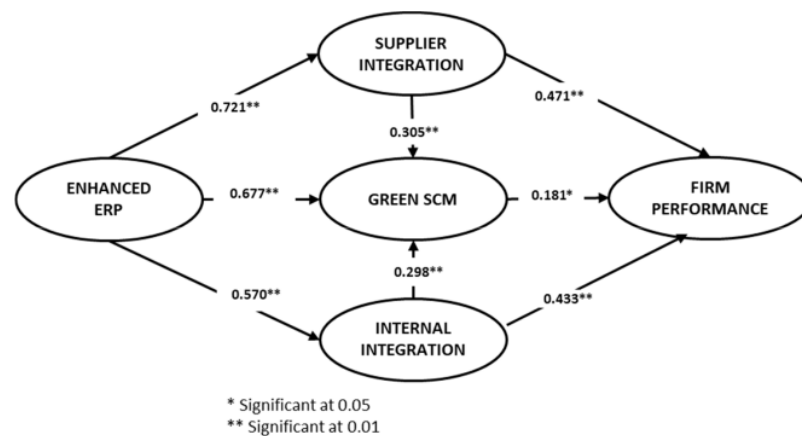 SUPPLIER
INTEGRATION
0.721**
0.471**
0.305**
ENHANCED
ERP
0.677**
GREEN SCM
0.181*
FIRM
PERFORMANCE
0.298**
0.570**
0.433**
INTERNAL
INTEGRATION
* Significant at 0.05
** Significant at 0.01